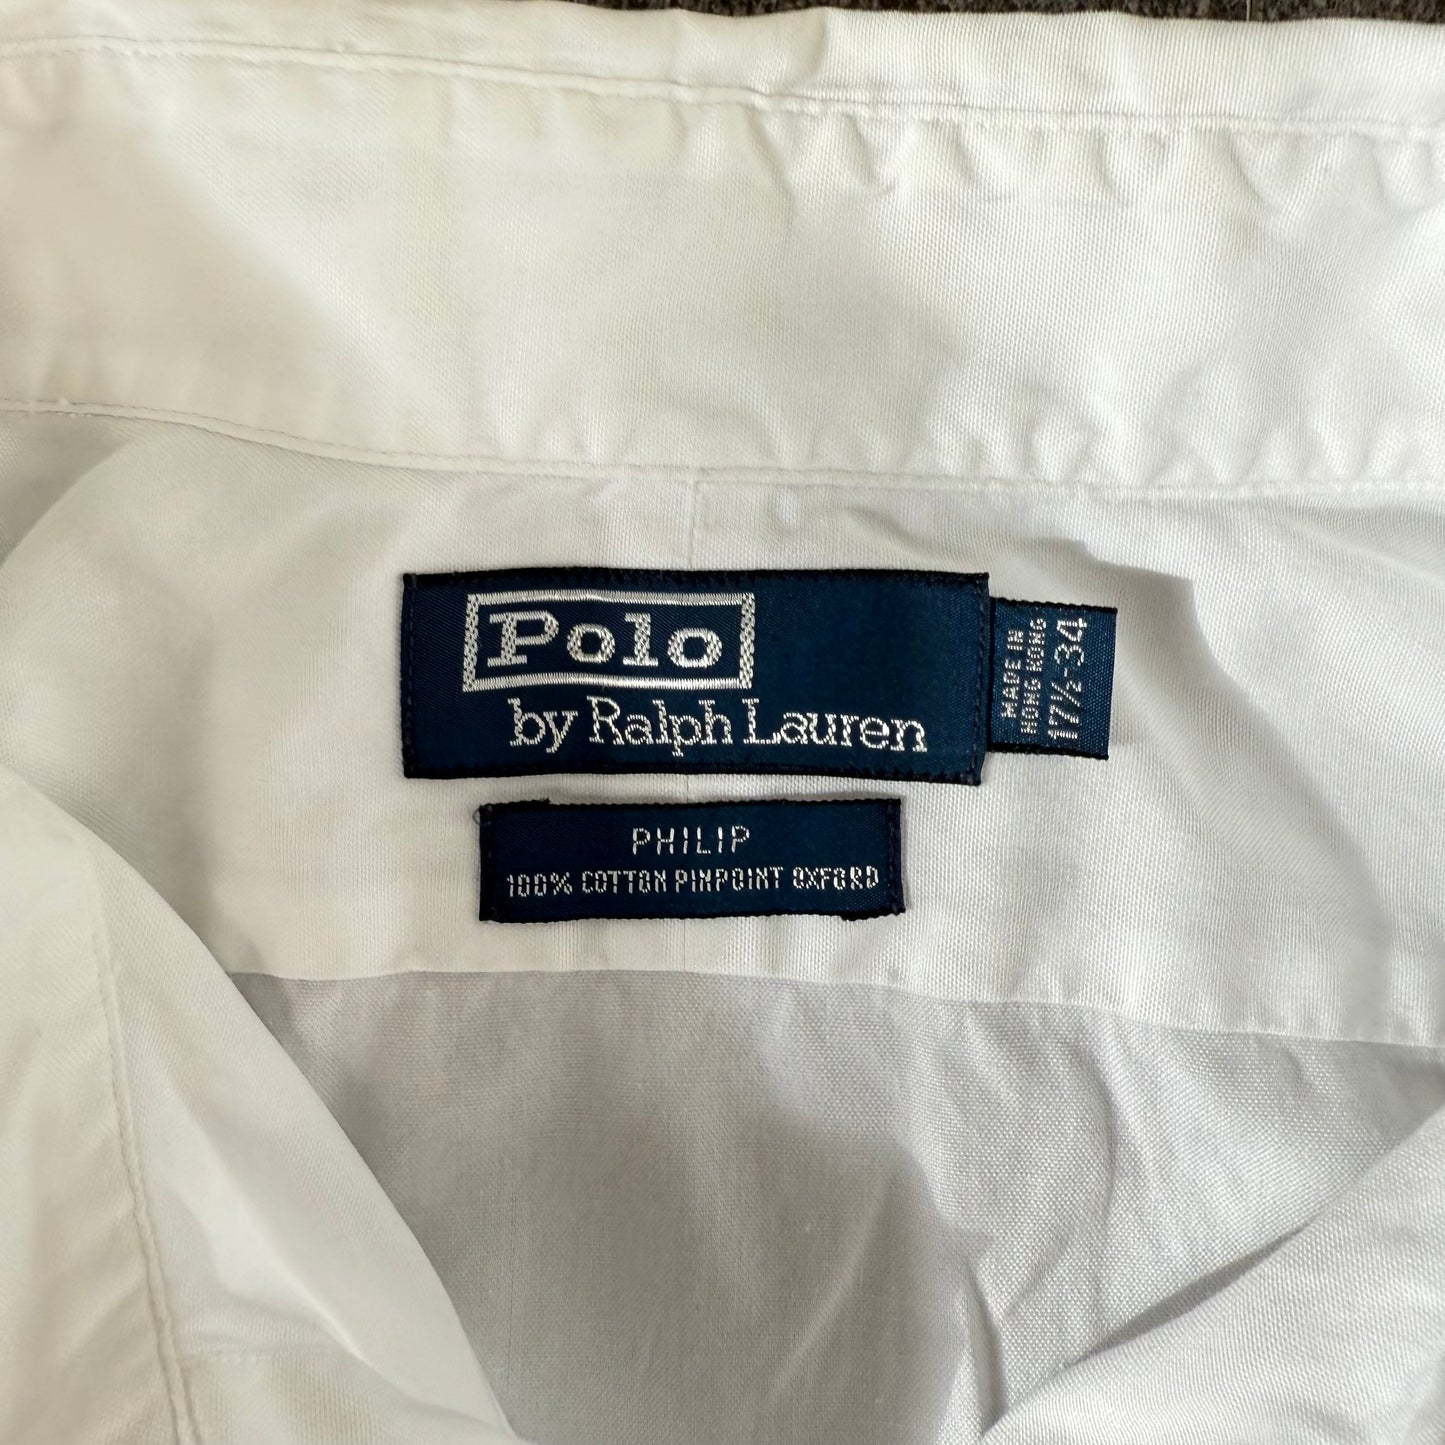 Polo
by Ralph Lauren
MADE IN
HONG KONG
17½-34
PHILIP
100% COTTON PINPOINT OXFORD